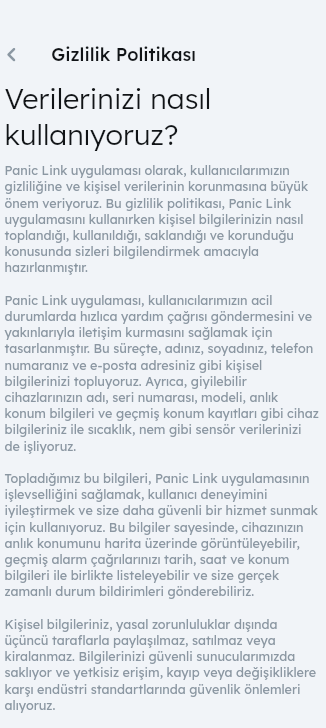 Gizlilik Politikası
Verilerinizi nasıl
kullanıyoruz?
Panic Link uygulaması olarak, kullanıcılarımızın
gizliliğine ve kişisel verilerinin korunmasına büyük
önem veriyoruz. Bu gizlilik politikası, Panic Link
uygulamasını kullanırken kişisel bilgilerinizin nasıl
toplandığı, kullanıldığı, saklandığı ve korunduğu
konusunda sizleri bilgilendirmek amacıyla
hazırlanmıştır.
Panic Link uygulaması, kullanıcılarımızın acil
durumlarda hızlıca yardım çağrısı göndermesini ve
yakınlarıyla iletişim kurmasını sağlamak için
tasarlanmıştır. Bu süreçte, adınız, soyadınız, telefon
numaranız ve e-posta adresiniz gibi kişisel
bilgilerinizi topluyoruz. Ayrıca, giyilebilir
cihazlarınızın adı, seri numarası, modeli, anlık
konum bilgileri ve geçmiş konum kayıtları gibi cihaz
bilgileriniz ile sıcaklık, nem gibi sensör verilerinizi
de işliyoruz.
Topladığımız bu bilgileri, Panic Link uygulamasının
işlevselliğini sağlamak, kullanıcı deneyimini
iyileştirmek ve size daha güvenli bir hizmet sunmak
için kullanıyoruz. Bu bilgiler sayesinde, cihazınızın
anlık konumunu harita üzerinde görüntüleyebilir,
geçmiş alarm çağrılarınızı tarih, saat ve konum
bilgileri ile birlikte listeleyebilir ve size gerçek
zamanlı durum bildirimleri gönderebiliriz.
Kişisel bilgileriniz, yasal zorunluluklar dışında
üçüncü taraflarla paylaşılmaz, satılmaz veya
kiralanmaz. Bilgilerinizi güvenli sunucularımızda
saklıyor ve yetkisiz erişim, kayıp veya değişikliklere
karşı endüstri standartlarında güvenlik önlemleri
alıyoruz.